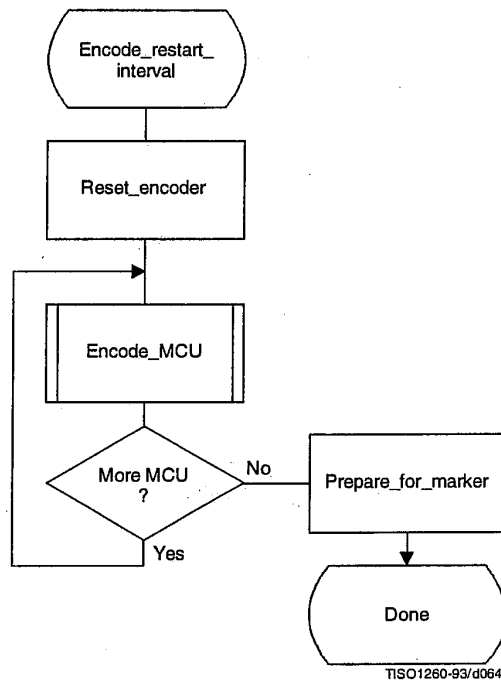 Encode_restart_
interval
Reset_encoder
Encode_MCU
More MCU
?
No
Prepare_for_marker
Yes
Done
TISO1260-93/d064